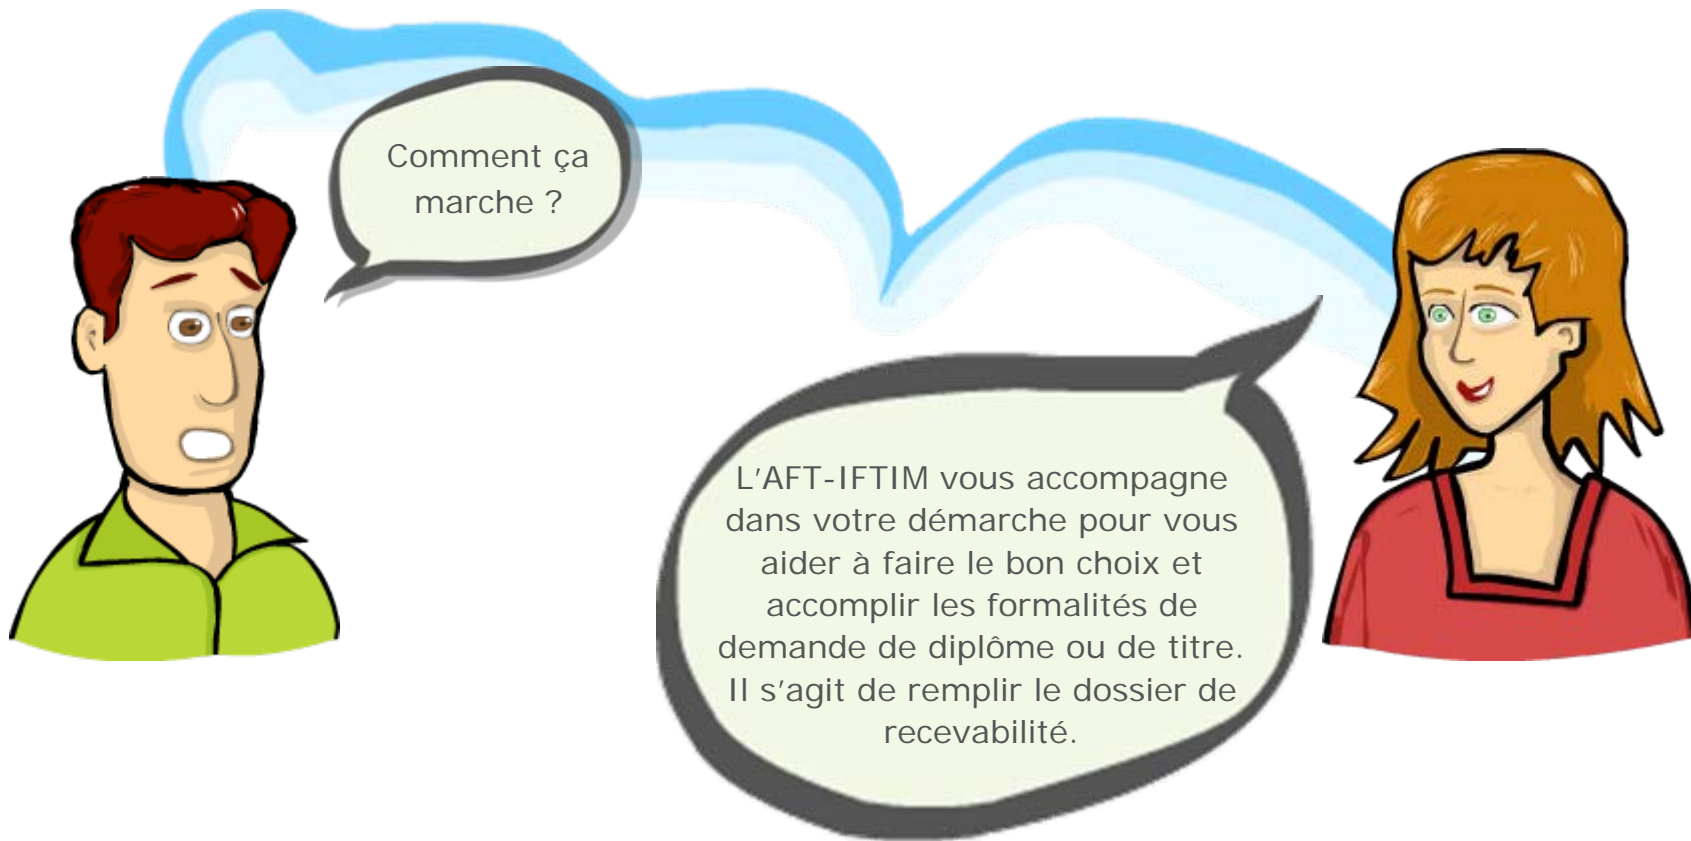 Comment ça
marche ?
L'AFT-IFTIM vous accompagne
dans votre démarche pour vous
aider à faire le bon choix et
accomplir les formalités de
demande de diplôme ou de titre.
Il s'agit de remplir le dossier de
recevabilité.